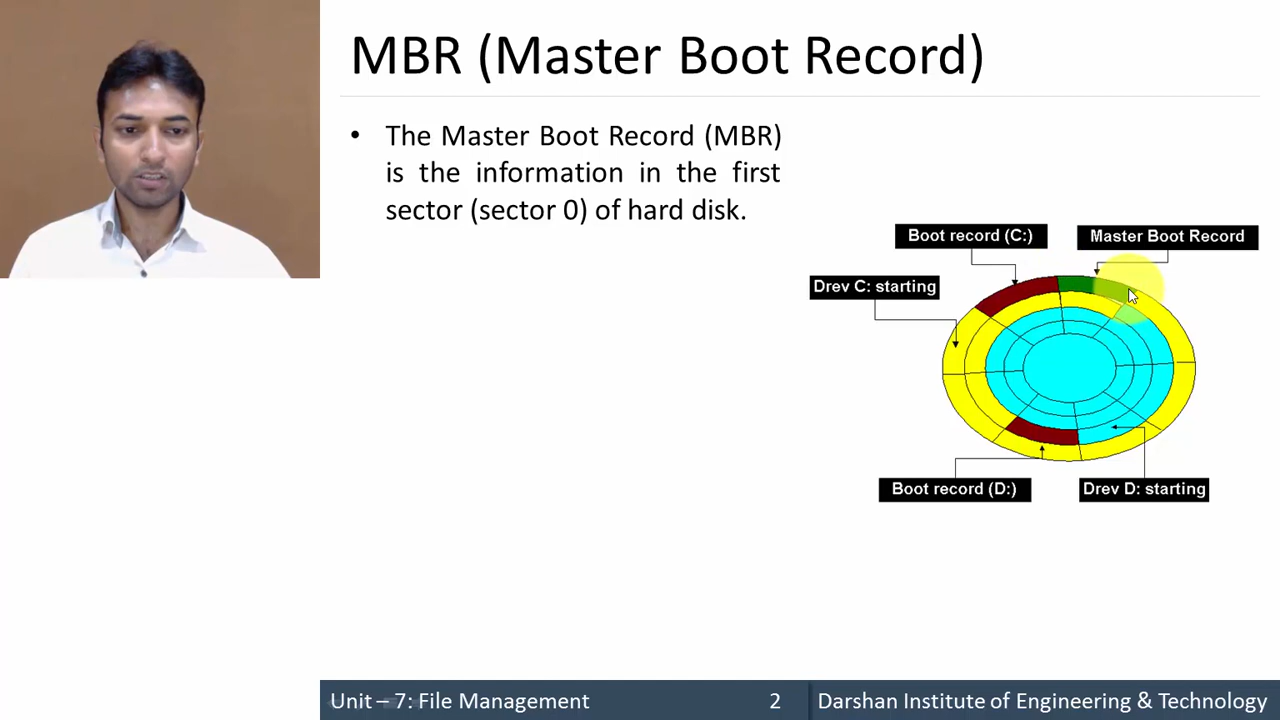 MBR (Master Boot Record)
• The Master Boot Record (MBR)
is the information in the first
sector (sector 0) of hard disk.
Boot record (C:)
Master Boot Record
Drev C: starting
Boot record (D:)
Drev D: starting
Unit – 7: File Management
2
Darshan Institute of Engineering & Technology